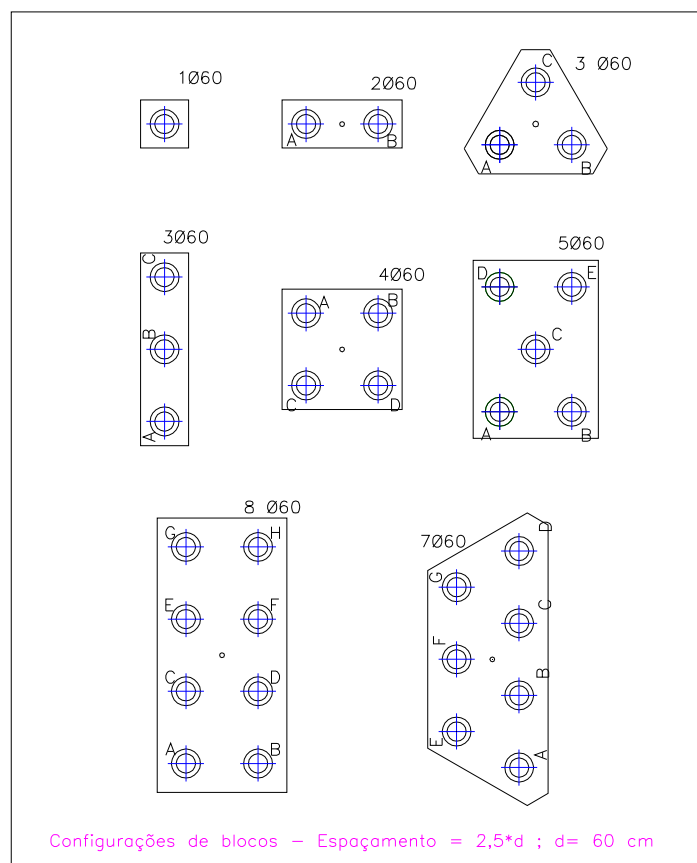 1Ø60
2Ø60
A
B
3 Ø60
C
A
B
3Ø60
C
B
A
4Ø60
A
B
C
D
5Ø60
D
E
C
A
B
8 Ø60
G
H
E
F
C
D
A
B
7Ø60
D
G
C
F
B
E
A
Configurações de blocos – Espaçamento = 2,5*d ; d= 60 cm